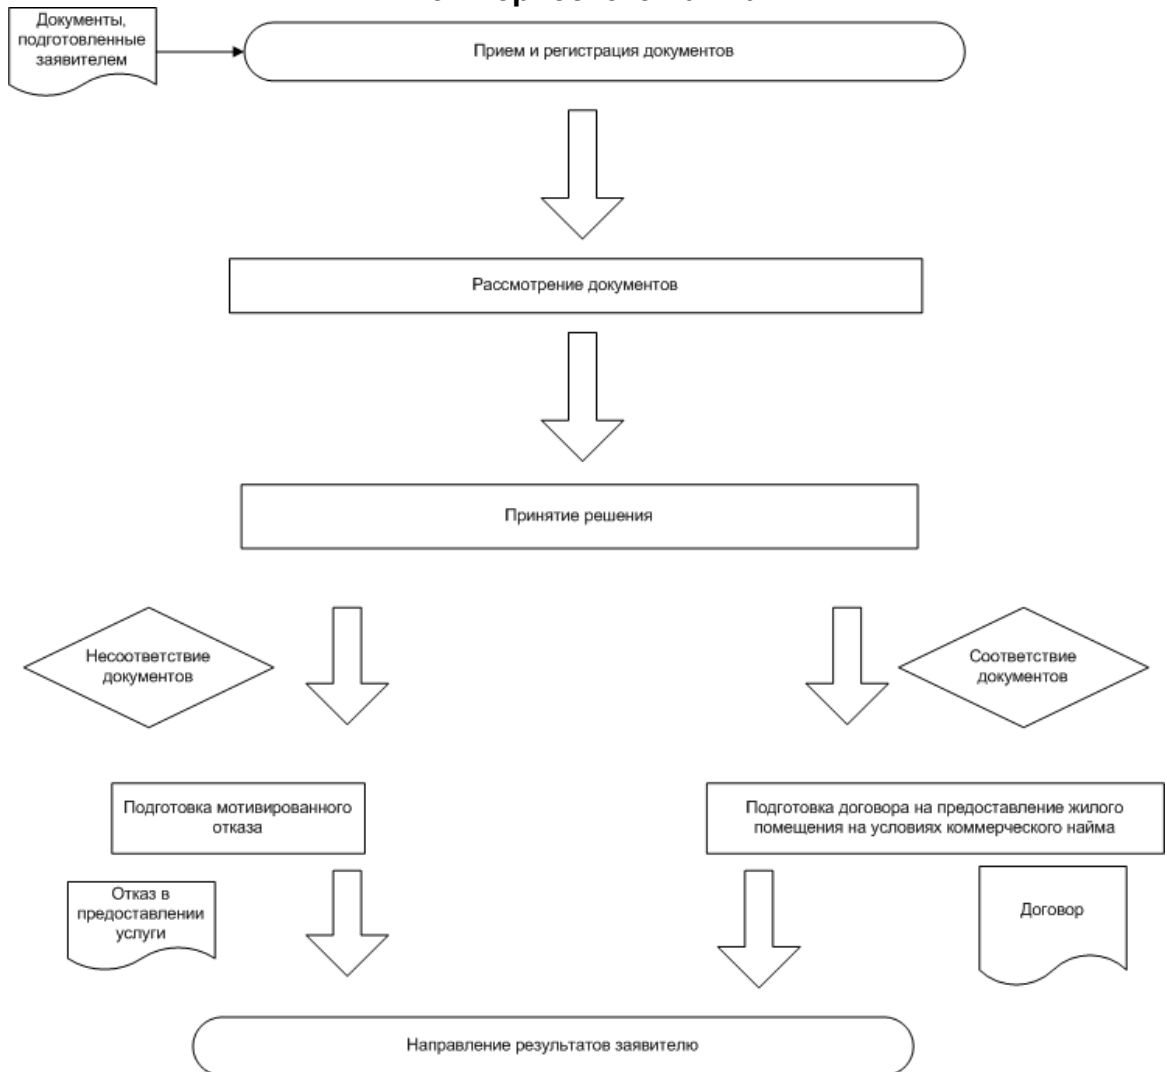 Документы,
подготовленные
заявителем
Прием и регистрация документов
Рассмотрение документов
Принятие решения
Несоответствие
документов
Соответствие
документов
Подготовка мотивированного
отказа
Подготовка договора на предоставление жилого
помещения на условиях коммерческого найма
Отказ в
предоставлении
услуги
Договор
Направление результатов заявителю